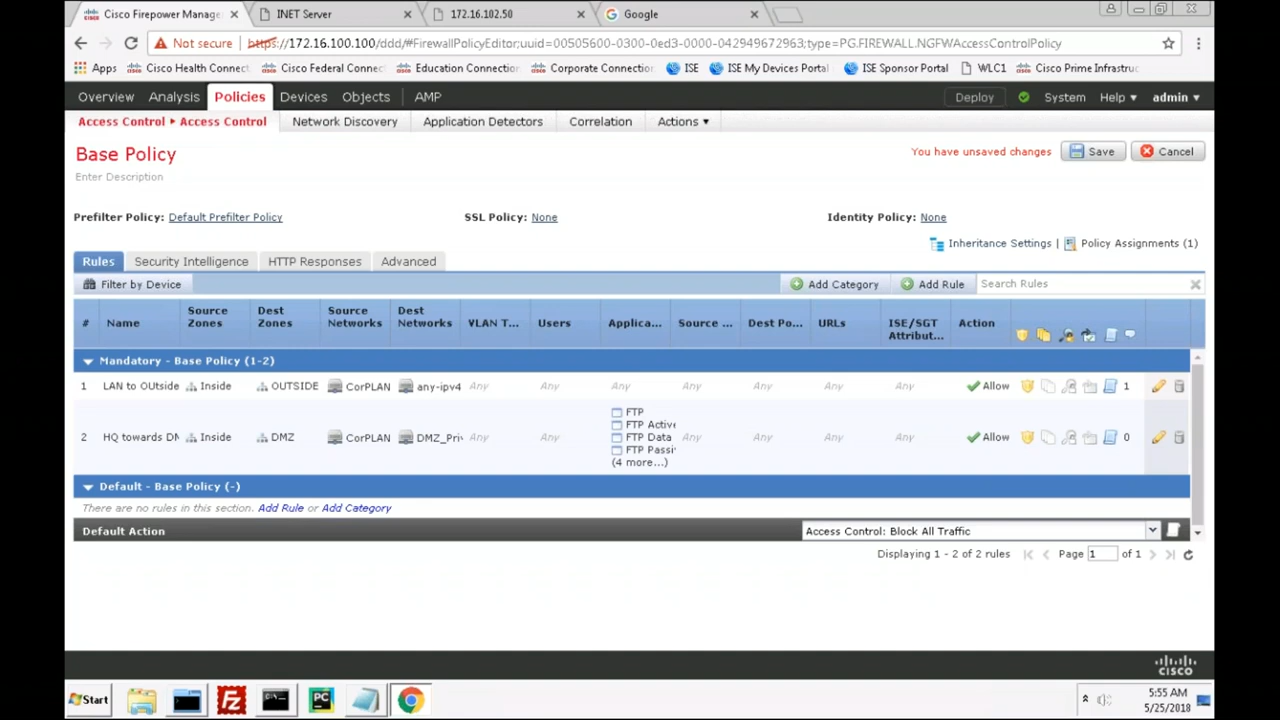 Cisco Firepower Manage
INET Server
172.16.102.50
Google
Not secure https://172.16.100.100/ddd/#FirewallPolicyEditor;uuid=00505600-0300-0ed3-0000-042949672963;type=PG.FIREWALL.NGFWAccessControlPolicy
Apps Cisco Health Connect Cisco Federal Connec Education Connection Corporate Connection ISE ISE My Devices Portal ISE Sponsor Portal WLC1 Cisco Prime Infrastruc
Overview Analysis Policies Devices Objects AMP Deploy System Help admin
Access Control Access Control Network Discovery Application Detectors Correlation Actions
Base Policy
You have unsaved changes Save Cancel
Enter Description
Prefilter Policy: Default Prefilter Policy SSL Policy: None Identity Policy: None
Inheritance Settings | Policy Assignments (1)
Rules Security Intelligence HTTP Responses Advanced
Filter by Device Add Category Add Rule Search Rules
# Name Source Zones Dest Zones Source Networks Dest Networks VLAN T... Users Applica... Source ... Dest Po... URLs ISE/SGT Attribut... Action
Mandatory - Base Policy (1-2)
1 LAN to OUtside Inside OUTSIDE CorPLAN any-ipv4 Any Any Any Any Any Any Any Allow 1
2 HQ towards DM Inside DMZ CorPLAN DMZ_Priv Any Any
FTP
FTP Active
FTP Data
FTP Passi
(4 more...)
Any Any Any Any Allow 0
Default - Base Policy (-)
There are no rules in this section. Add Rule or Add Category
Default Action Access Control: Block All Traffic
Displaying 1 - 2 of 2 rules Page 1 of 1
cisco
Start
PC
5:55 AM
5/25/2018